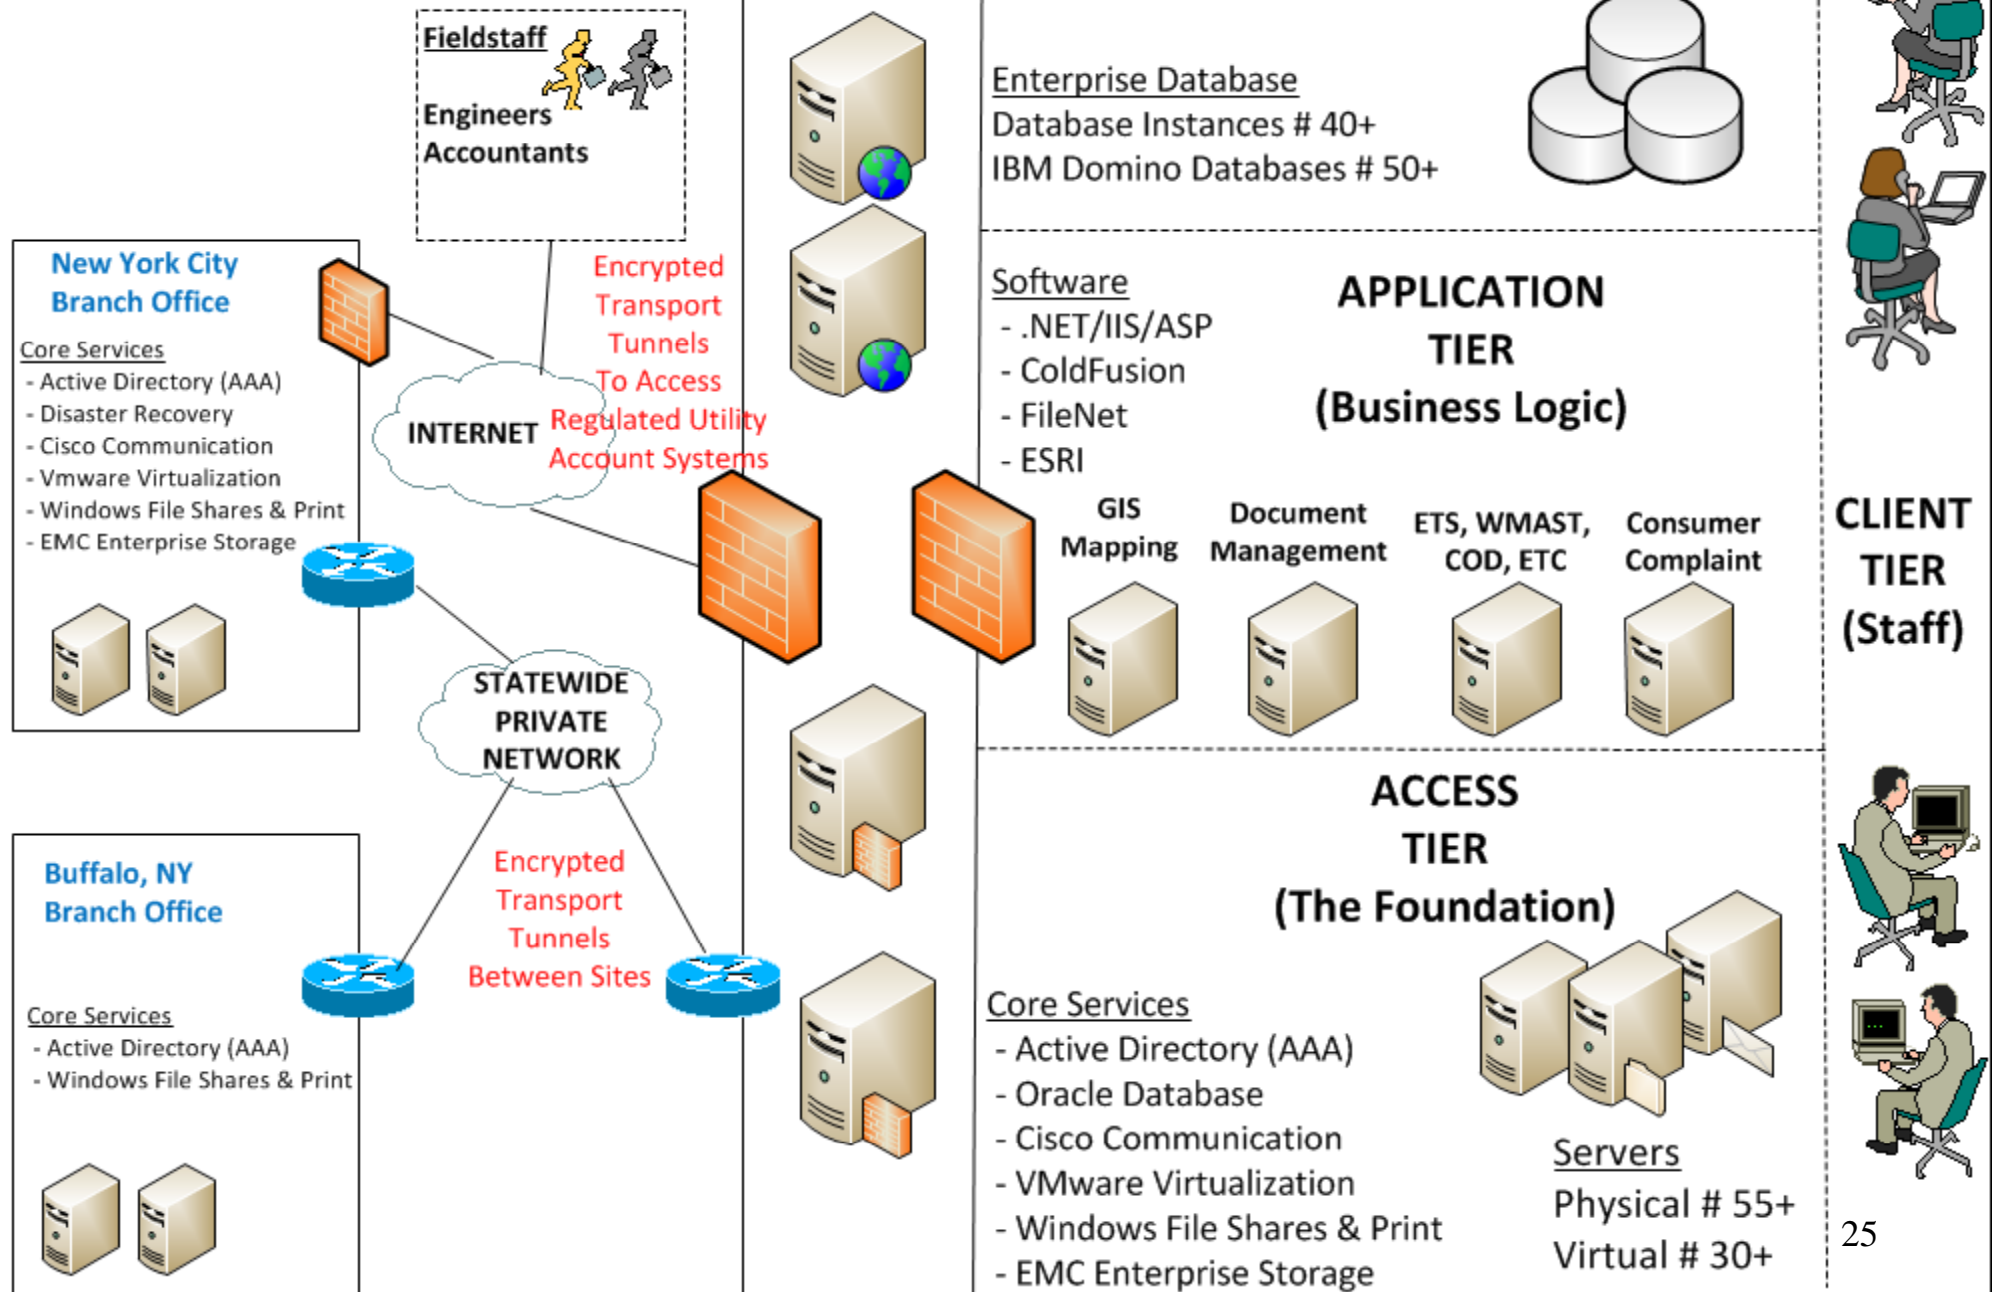 Fieldstaff
Engineers
Accountants
New York City
Branch Office
Core Services
- Active Directory (AAA)
- Disaster Recovery
- Cisco Communication
- Vmware Virtualization
- Windows File Shares & Print
- EMC Enterprise Storage
Encrypted
Transport
Tunnels
To Access
Regulated Utility
Account Systems
INTERNET
STATEWIDE
PRIVATE
NETWORK
Buffalo, NY
Branch Office
Core Services
- Active Directory (AAA)
- Windows File Shares & Print
Encrypted
Transport
Tunnels
Between Sites
Enterprise Database
Database Instances # 40+
IBM Domino Databases # 50+
Software
- .NET/IIS/ASP
- ColdFusion
- FileNet
- ESRI
APPLICATION
TIER
(Business Logic)
GIS
Mapping
Document
Management
ETS, WMAST,
COD, ETC
Consumer
Complaint
ACCESS
TIER
(The Foundation)
Core Services
- Active Directory (AAA)
- Oracle Database
- Cisco Communication
- VMware Virtualization
- Windows File Shares & Print
- EMC Enterprise Storage
Servers
Physical # 55+
Virtual # 30+
CLIENT
TIER
(Staff)
25